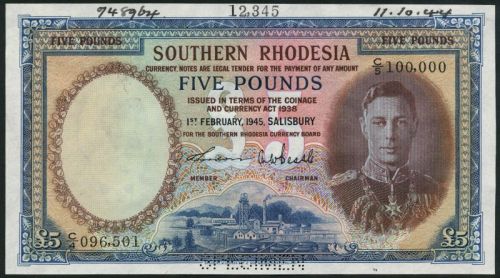 748964 12,345 11.10.44
FIVE POUNDS FIVE POUNDS
SOUTHERN RHODESIA
CURRENCY NOTES ARE LEGAL TENDER FOR THE PAYMENT OF ANY AMOUNT
C/5 100,000
FIVE POUNDS
ISSUED IN TERMS OF THE COINAGE
AND CURRENCY ACT 1938
1ST FEBRUARY, 1945, SALISBURY
FOR THE SOUTHERN RHODESIA CURRENCY BOARD
£5
MEMBER CHAIRMAN
£5 C/4 096,501 £5
SPECIMEN